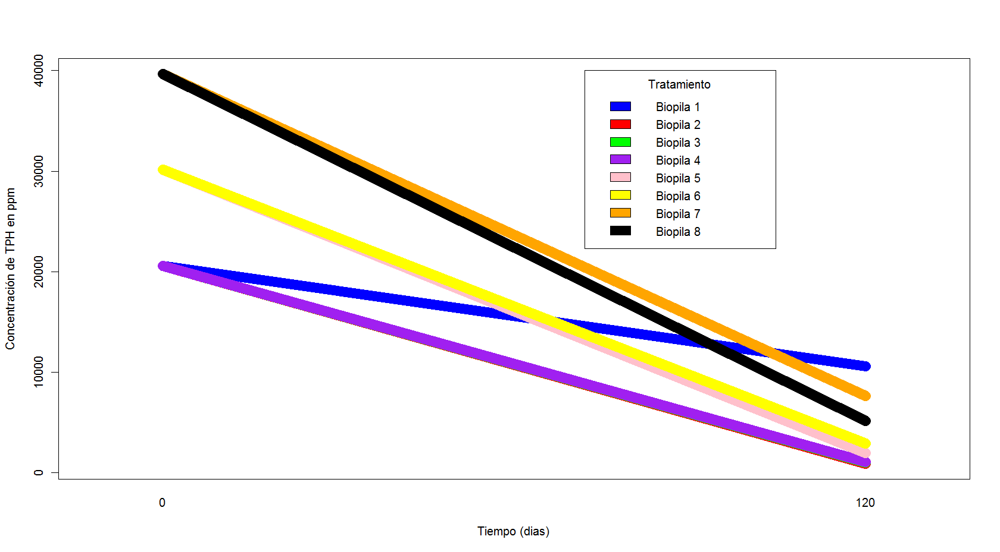 40000
30000
20000
10000
0
Concentración de TPH en ppm
Tratamiento
Biopila 1
Biopila 2
Biopila 3
Biopila 4
Biopila 5
Biopila 6
Biopila 7
Biopila 8
0
120
Tiempo (dias)